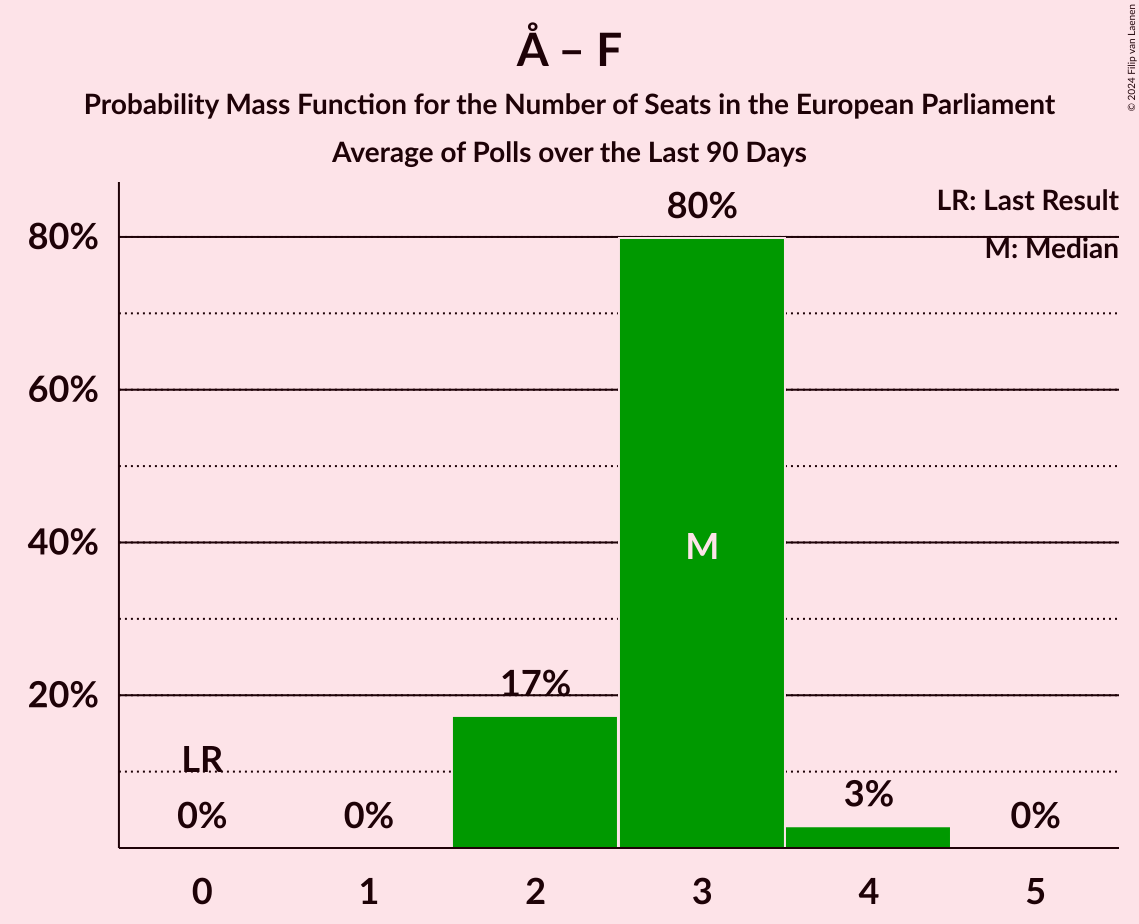 Å – F
Probability Mass Function for the Number of Seats in the European Parliament
Average of Polls over the Last 90 Days
© 2024 Filip van Laenen
LR: Last Result
M: Median
80%
60%
40%
20%
LR
0%
0%
17%
80%
M
3%
0%
0
1
2
3
4
5